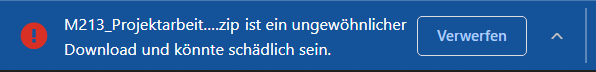 M213_Projektarbeit....zip ist ein ungewöhnlicher
Download und könnte schädlich sein.
Verwerfen